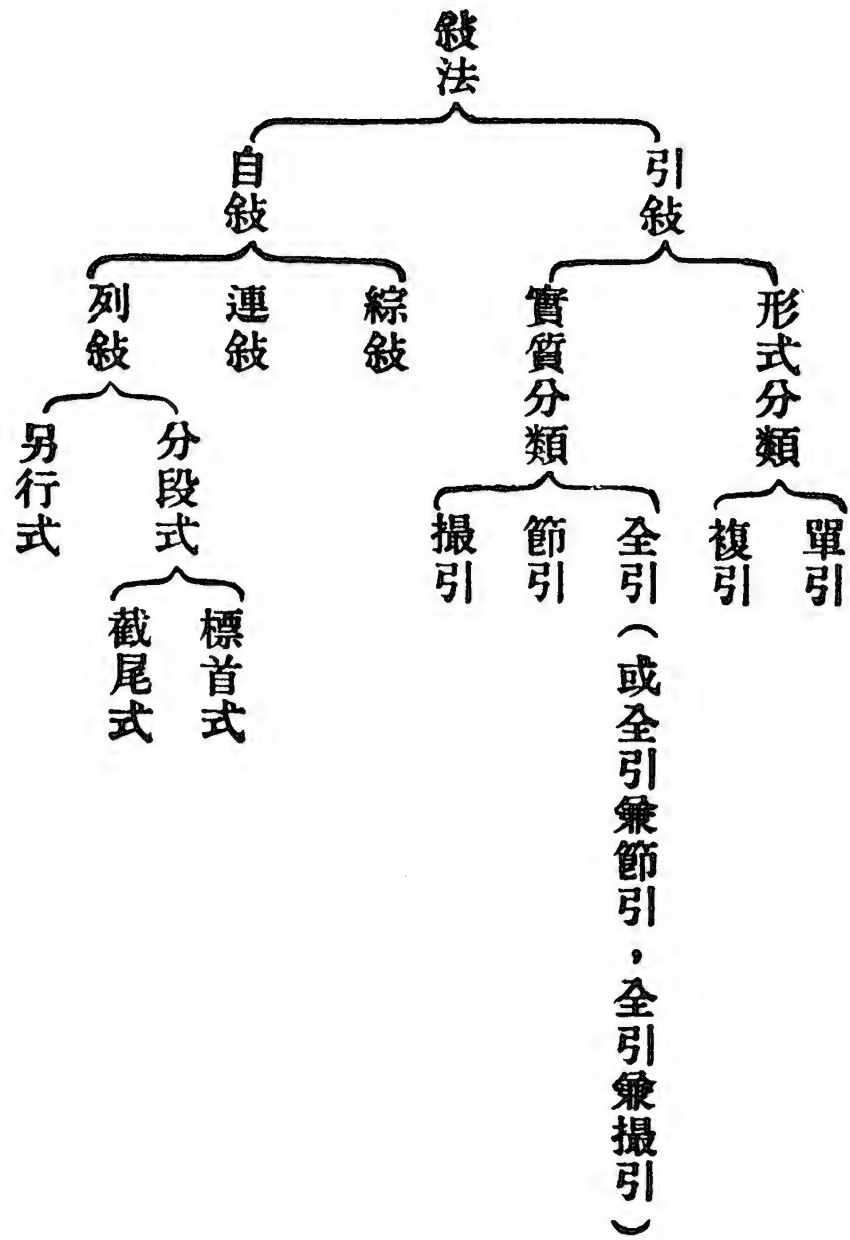 敍法
引敍
自敍
形式分類
實質分類
綜敍
連敍
列敍
單引
複引
全引（或全引兼節引，全引兼撮引）
節引
撮引
分段式
另行式
標首式
截尾式